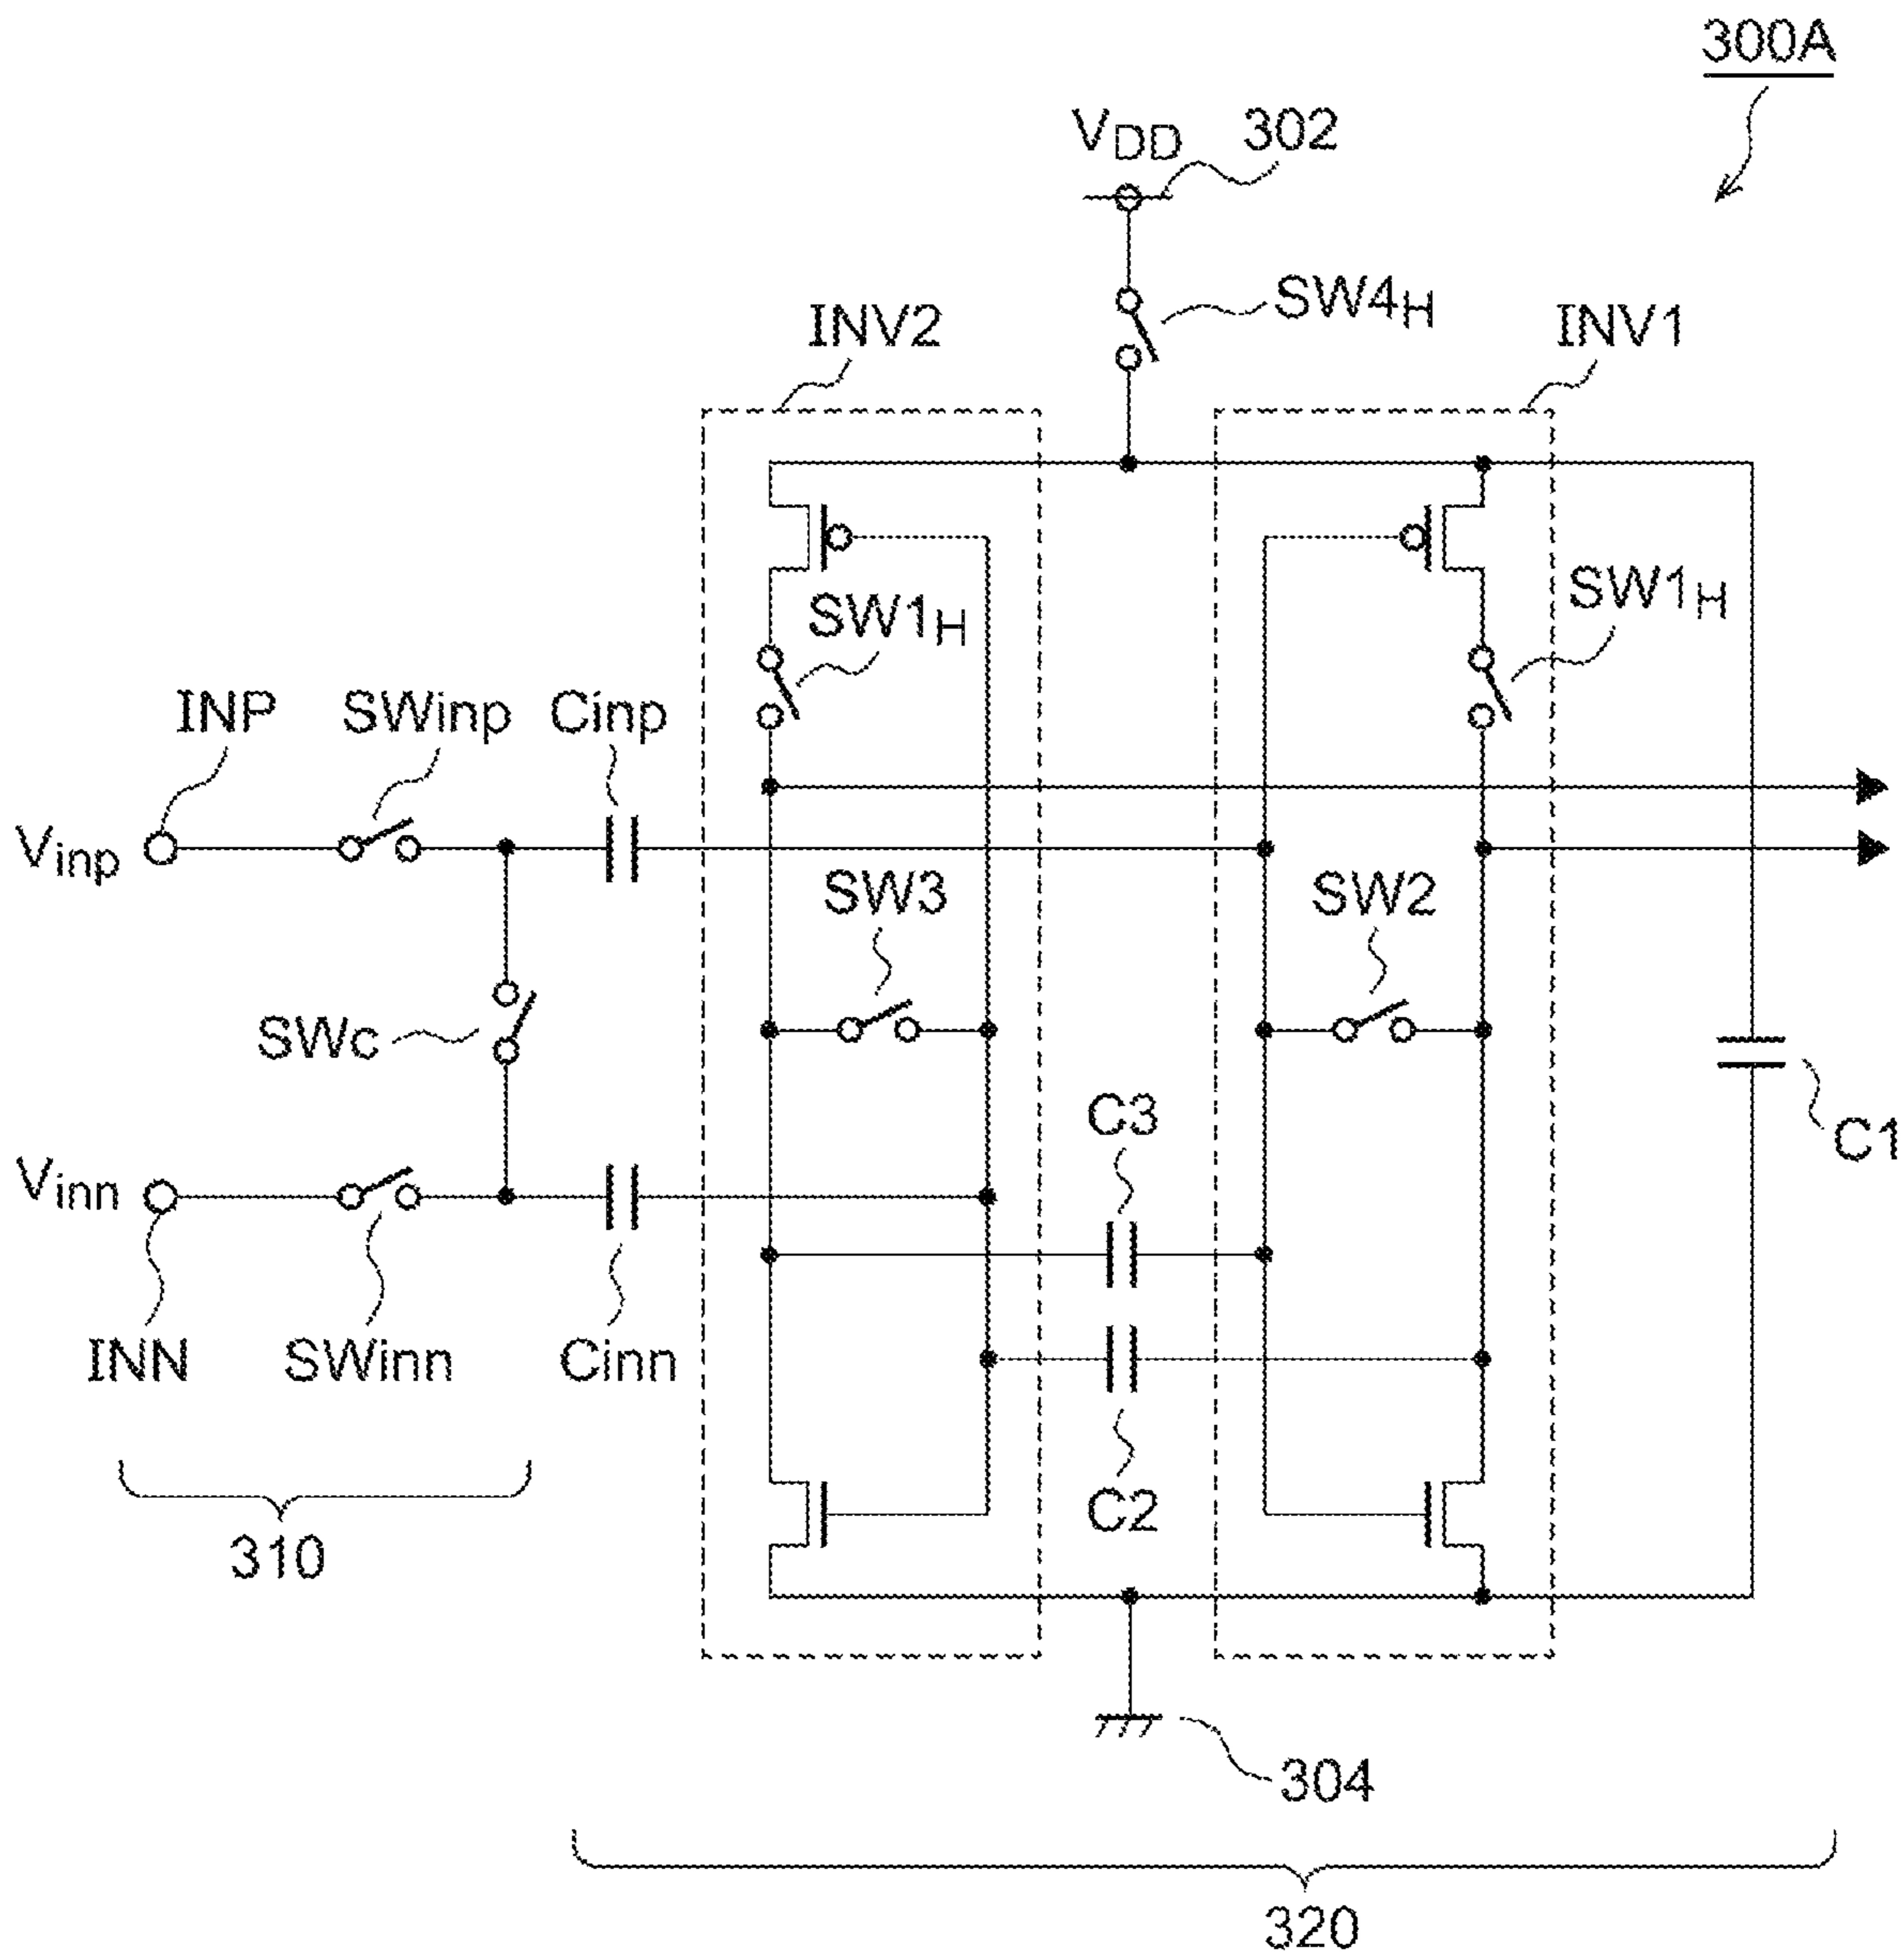 300A
VDD 302
SW4H
INV2
INV1
SW1H
SW1H
INP
SWinp
Cinp
Vinp
SW3
SW2
SWc
C3
C1
Vinn
INN
SWinn
Cinn
C2
310
304
320